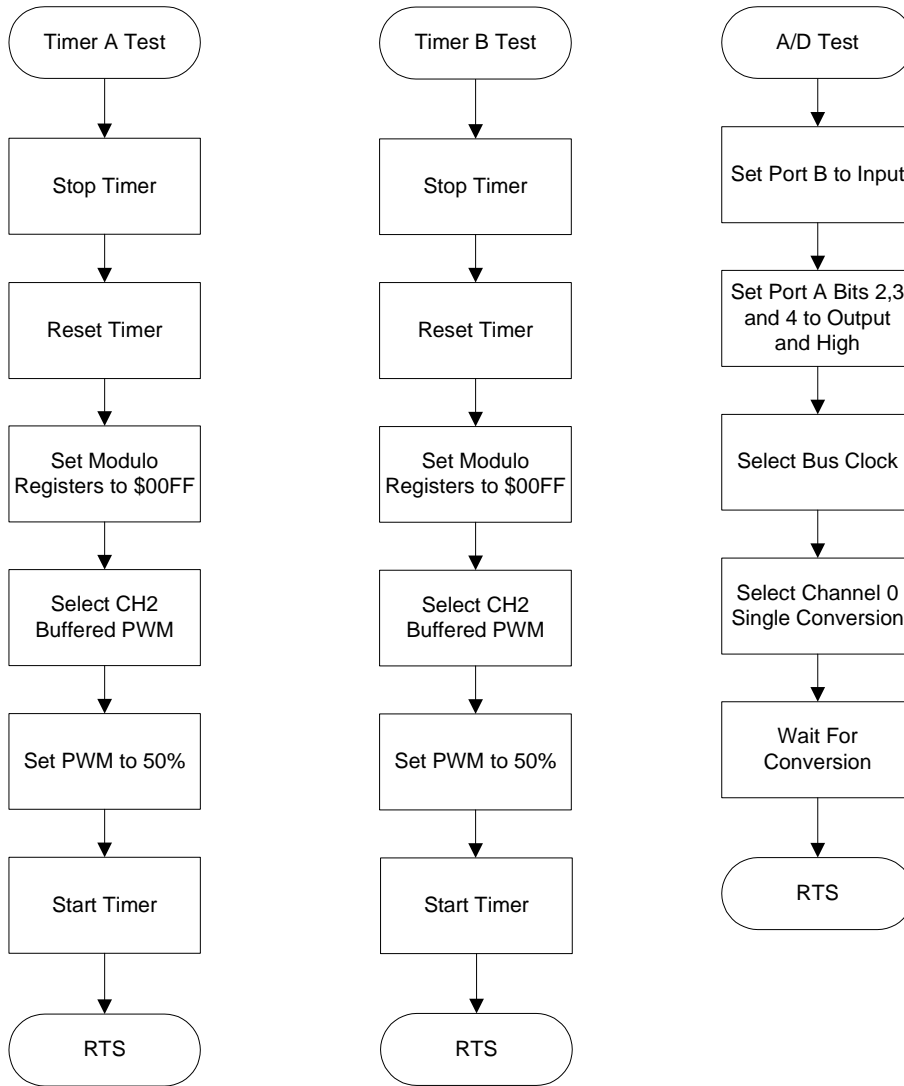 Timer A Test
Stop Timer
Reset Timer
Set Modulo
Registers to $00FF
Select CH2
Buffered PWM
Set PWM to 50%
Start Timer
RTS
Timer B Test
Stop Timer
Reset Timer
Set Modulo
Registers to $00FF
Select CH2
Buffered PWM
Set PWM to 50%
Start Timer
RTS
A/D Test
Set Port B to Input
Set Port A Bits 2,3
and 4 to Output
and High
Select Bus Clock
Select Channel 0
Single Conversion
Wait For
Conversion
RTS